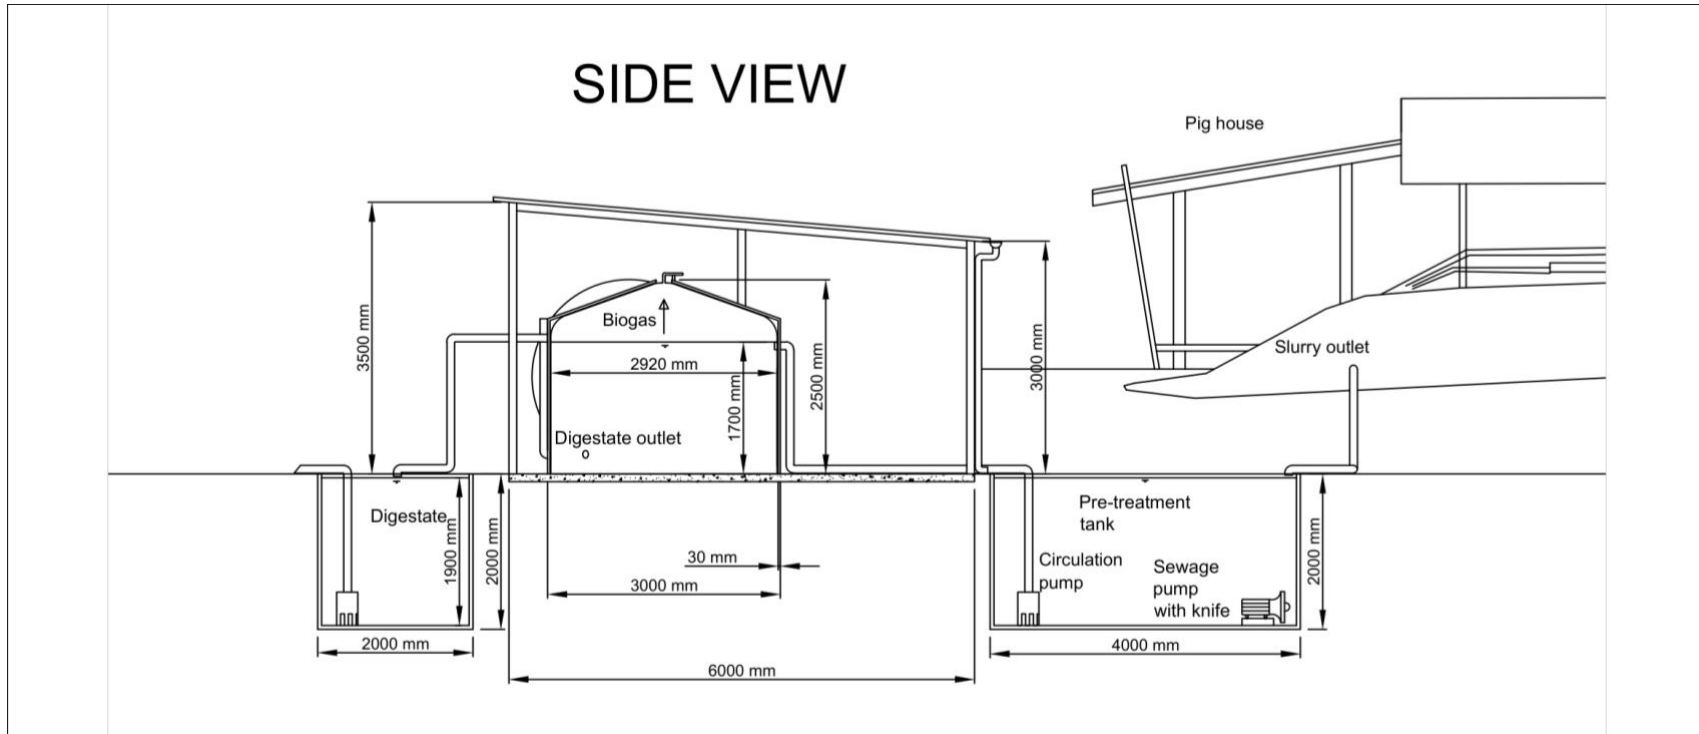 SIDE VIEW
Pig house
3500 mm
Biogas
2920 mm
1700 mm
2500 mm
3000 mm
Slurry outlet
Digestate outlet
Digestate
1900 mm
2000 mm
2000 mm
30 mm
3000 mm
6000 mm
Pre-treatment
tank
Circulation
pump
Sewage
pump
with knife
2000 mm
4000 mm